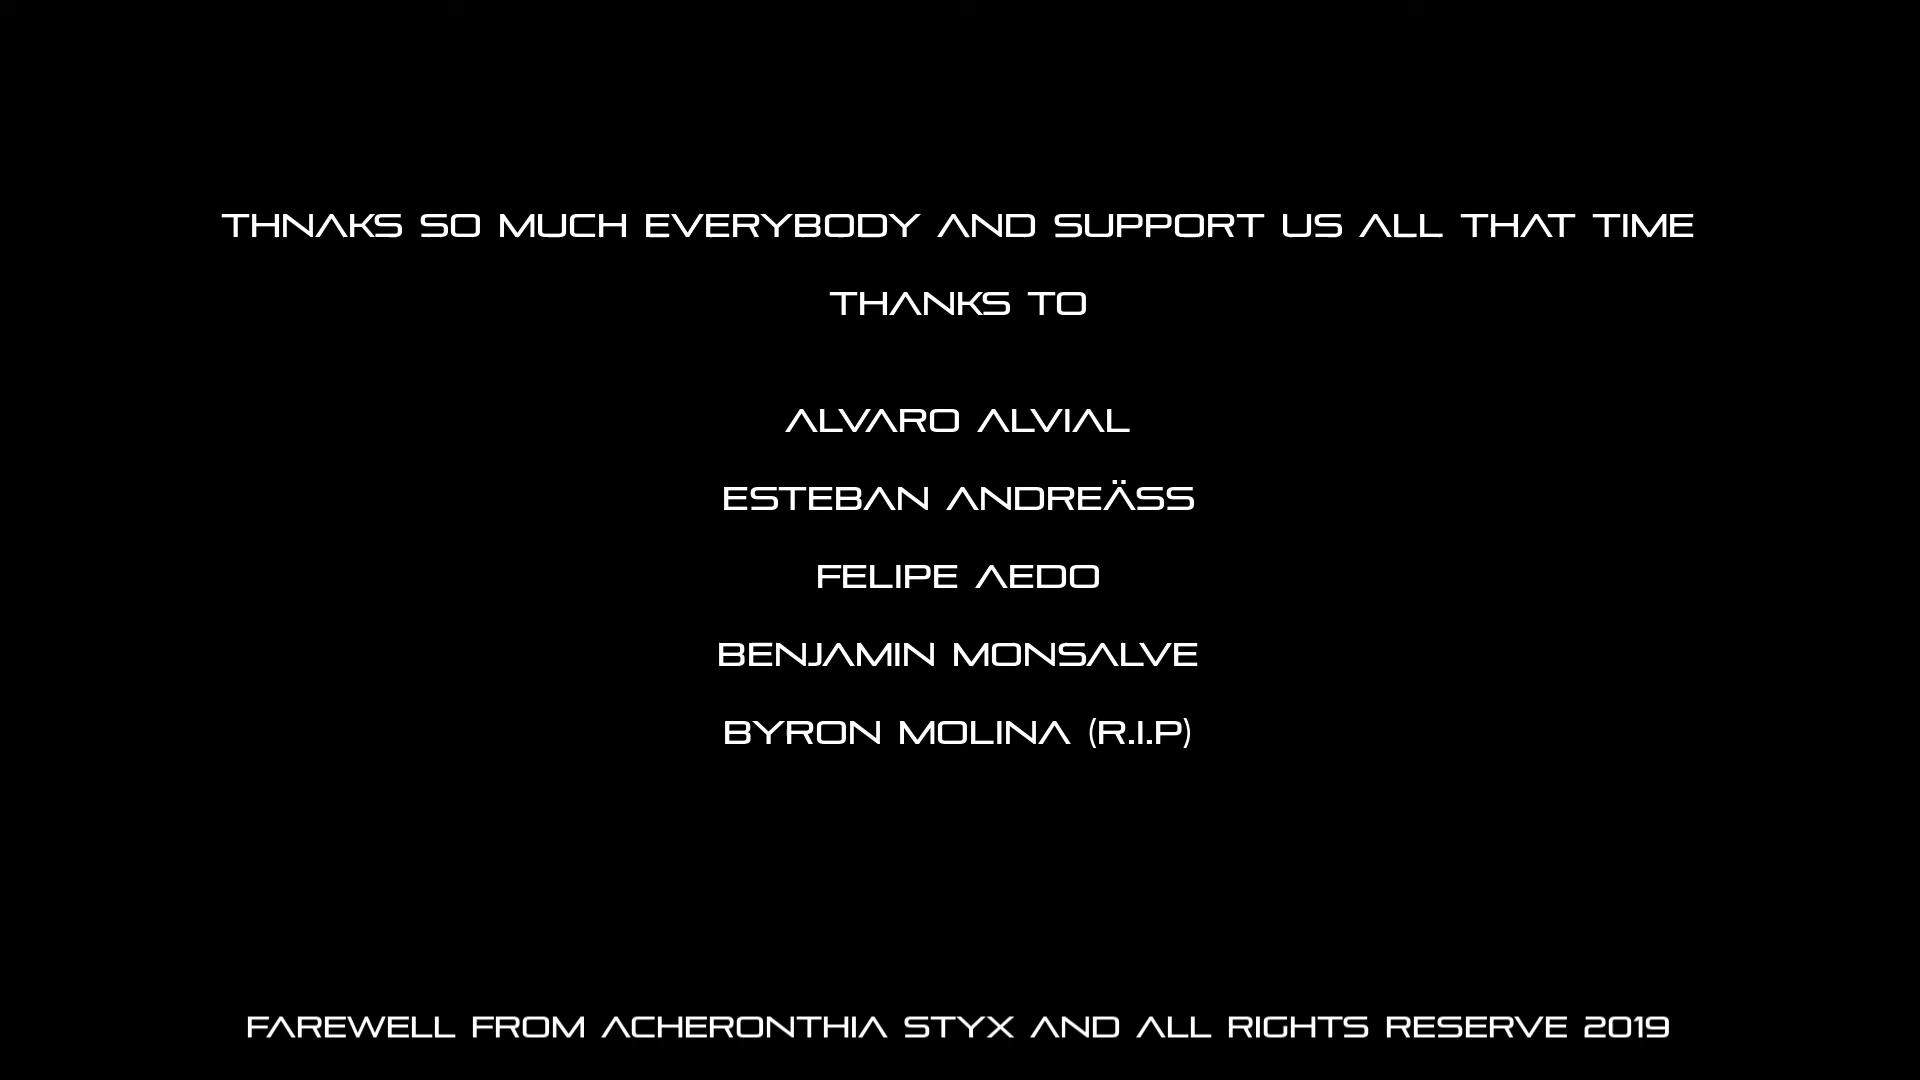 THNAKS SO MUCH EVERYBODY AND SUPPORT US ALL THAT TIME
THANKS TO
ALVARO ALVIAL
ESTEBAN ANDREÄSS
FELIPE AEDO
BENJAMIN MONSALVE
BYRON MOLINA (R.I.P)
FAREWELL FROM ACHERONTHIA STYX AND ALL RIGHTS RESERVE 2019